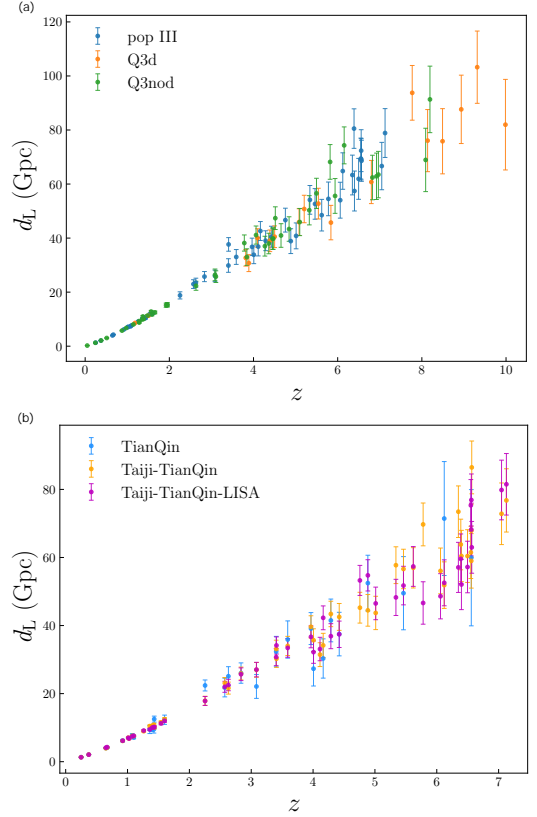 (a)
120
100
80
60
40
20
0
d_L (Gpc)
pop III
Q3d
Q3nod
0 2 4 6 8 10
z
(b)
80
60
40
20
0
d_L (Gpc)
TianQin
Taiji-TianQin
Taiji-TianQin-LISA
0 1 2 3 4 5 6 7
z